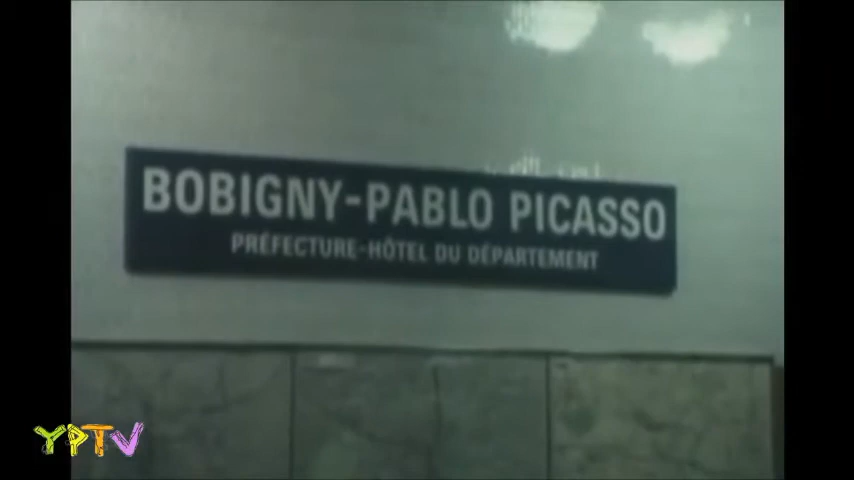 BOBIGNY-PABLO PICASSO
PRÉFECTURE-HÔTEL DU DÉPARTEMENT
YPTV